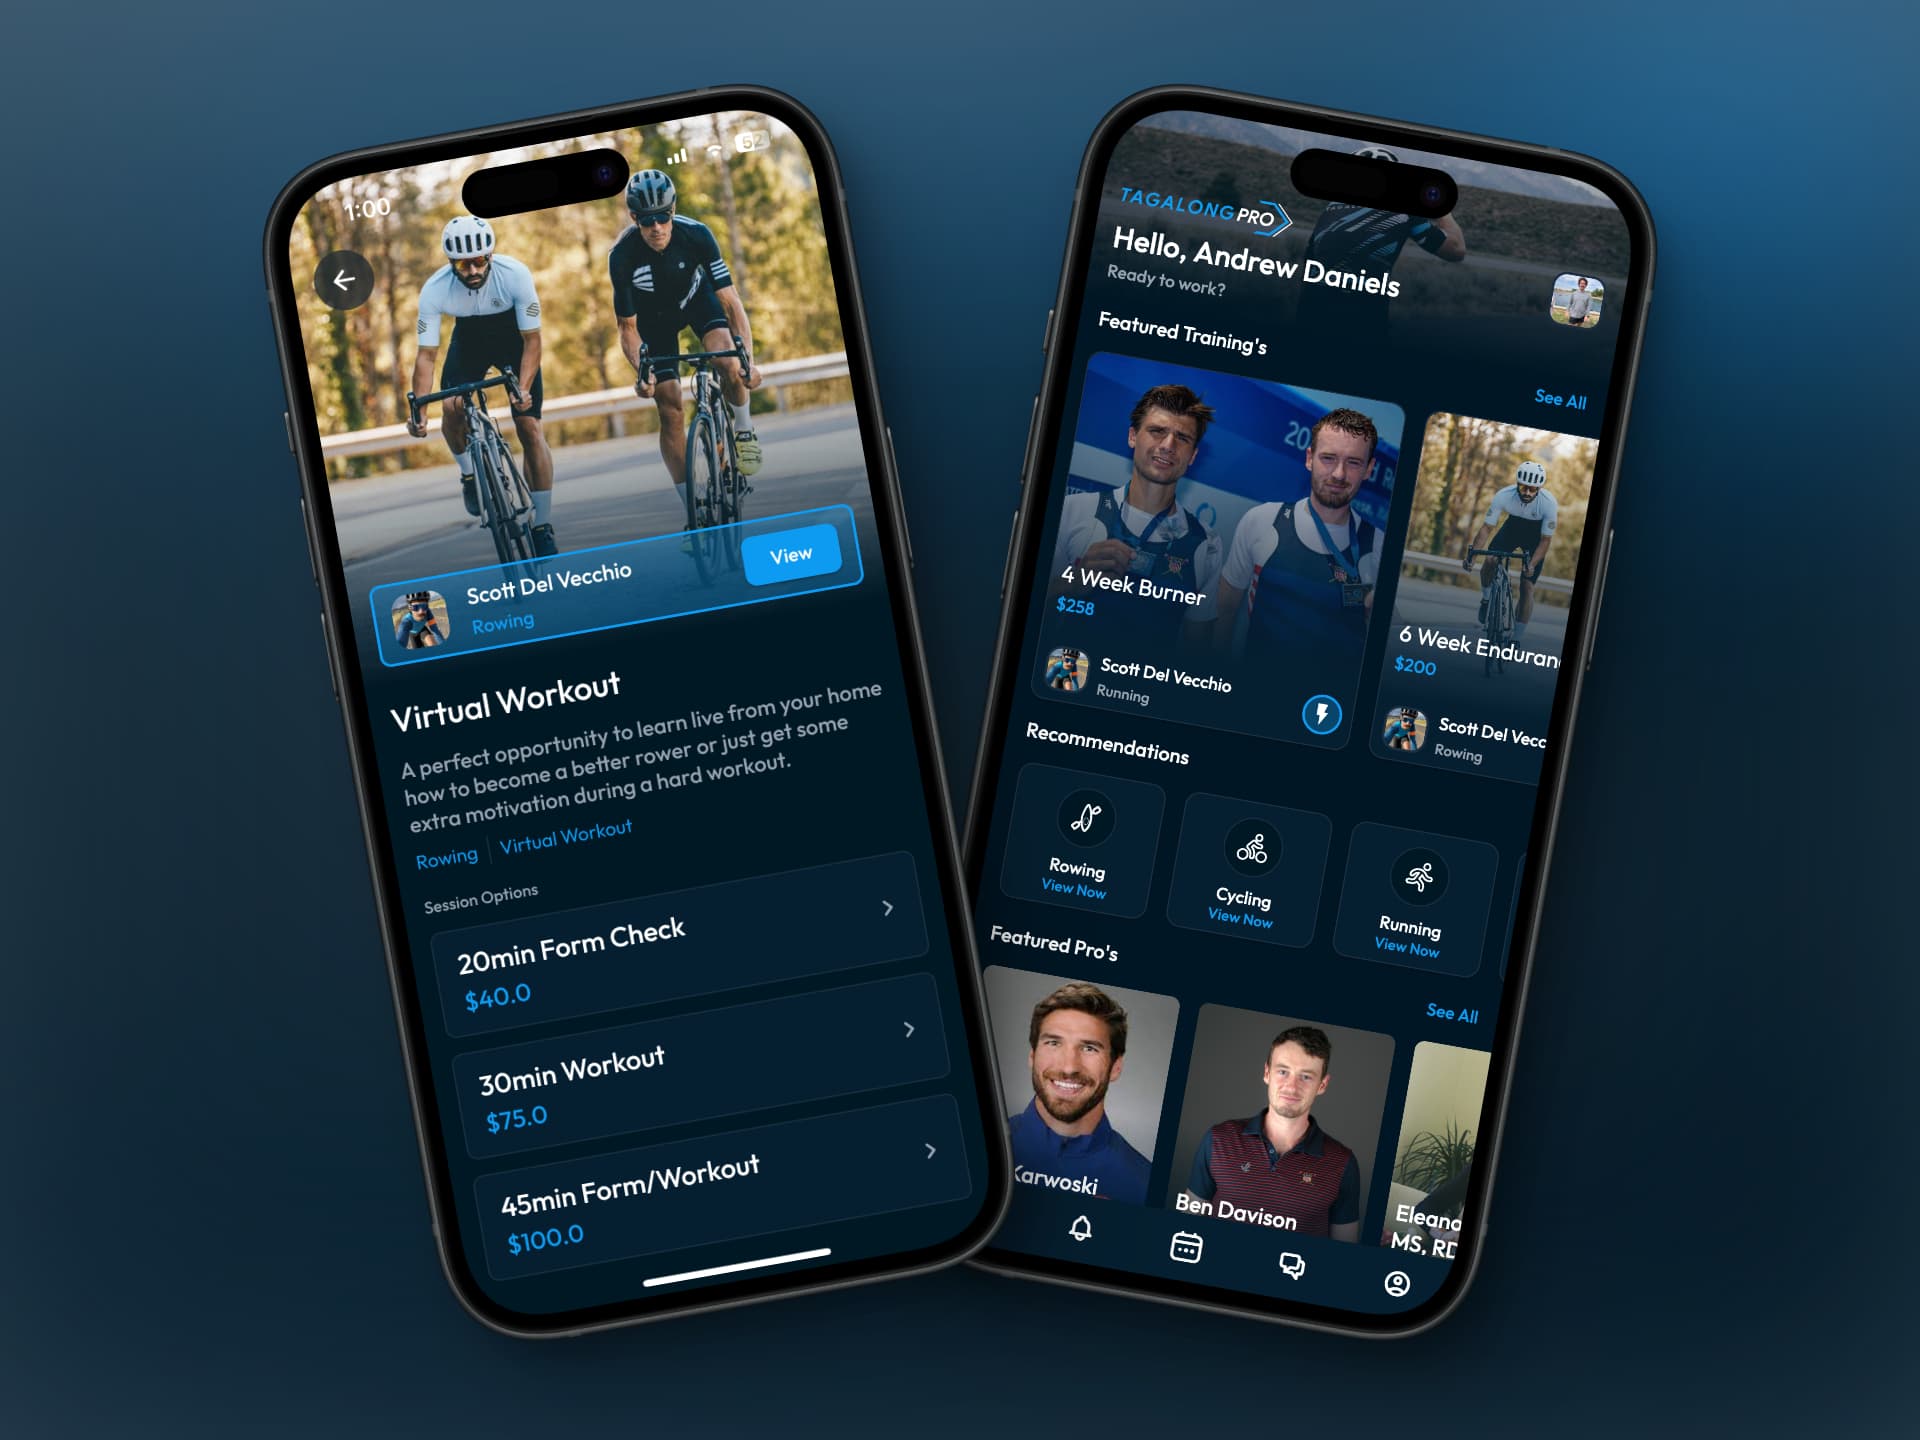 1:00
52
Scott Del Vecchio
Rowing
View
Virtual Workout
A perfect opportunity to learn live from your home
how to become a better rower or just get some
extra motivation during a hard workout.
Rowing
Virtual Workout
Session Options
20min Form Check
$40.0
30min Workout
$75.0
45min Form/Workout
$100.0
TAGALONG PRO
Hello, Andrew Daniels
Ready to work?
Featured Training's
See All
4 Week Burner
$258
Scott Del Vecchio
Running
6 Week Enduran
$200
Scott Del Vecc
Rowing
Recommendations
Rowing
View Now
Cycling
View Now
Running
View Now
Featured Pro's
See All
Karwoski
Ben Davison
Eleano
MS, RD